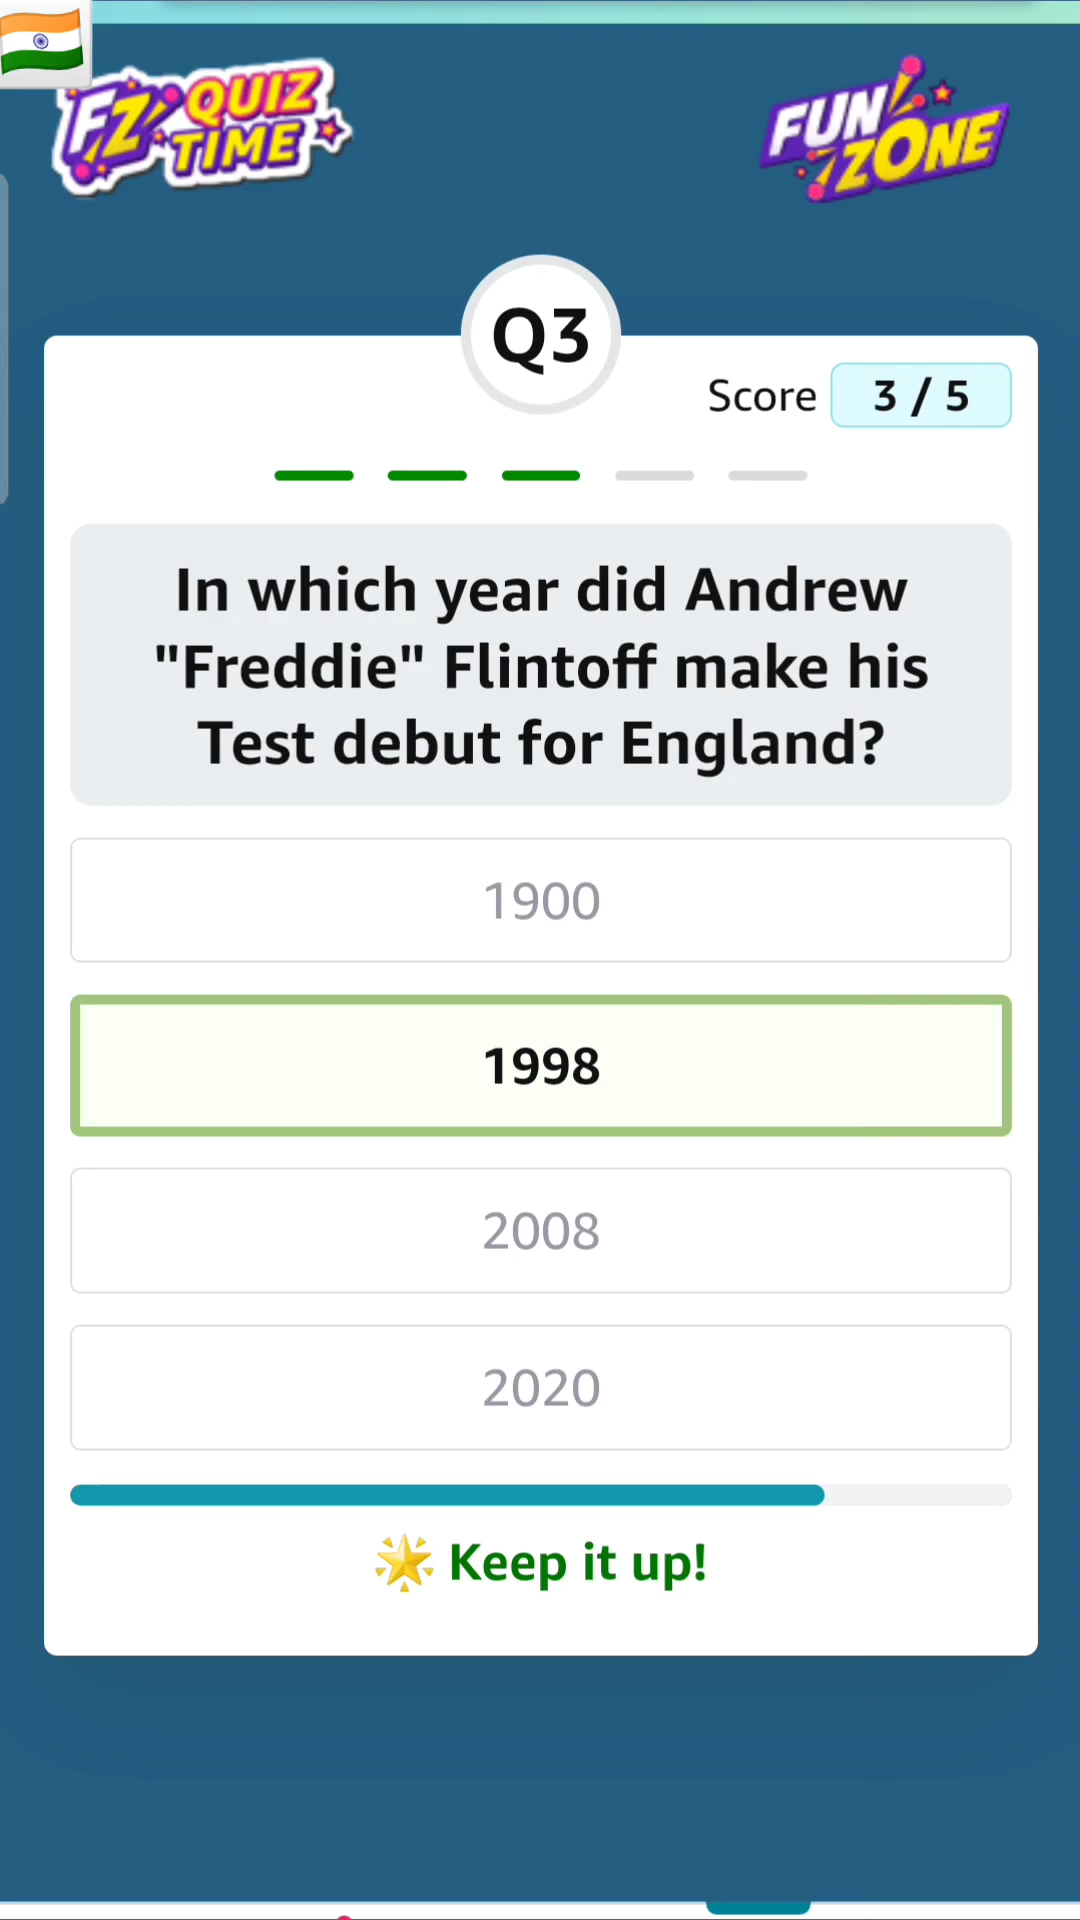 FZ QUIZ TIME
FUN ZONE
Q3
Score 3 / 5
In which year did Andrew
"Freddie" Flintoff make his
Test debut for England?
1900
1998
2008
2020
Keep it up!